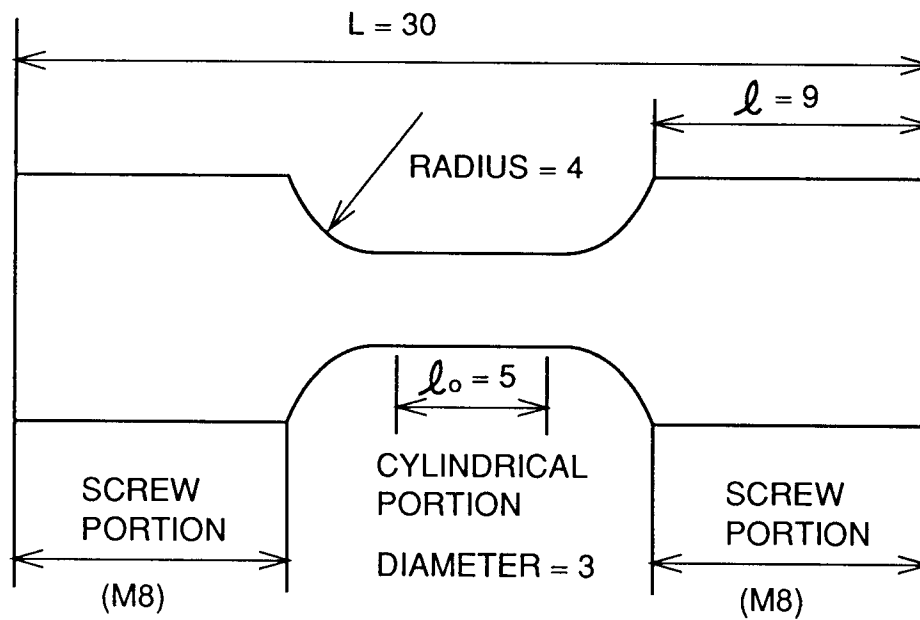 L = 30
ℓ = 9
RADIUS = 4
ℓo = 5
SCREW
PORTION
(M8)
CYLINDRICAL
PORTION
DIAMETER = 3
SCREW
PORTION
(M8)